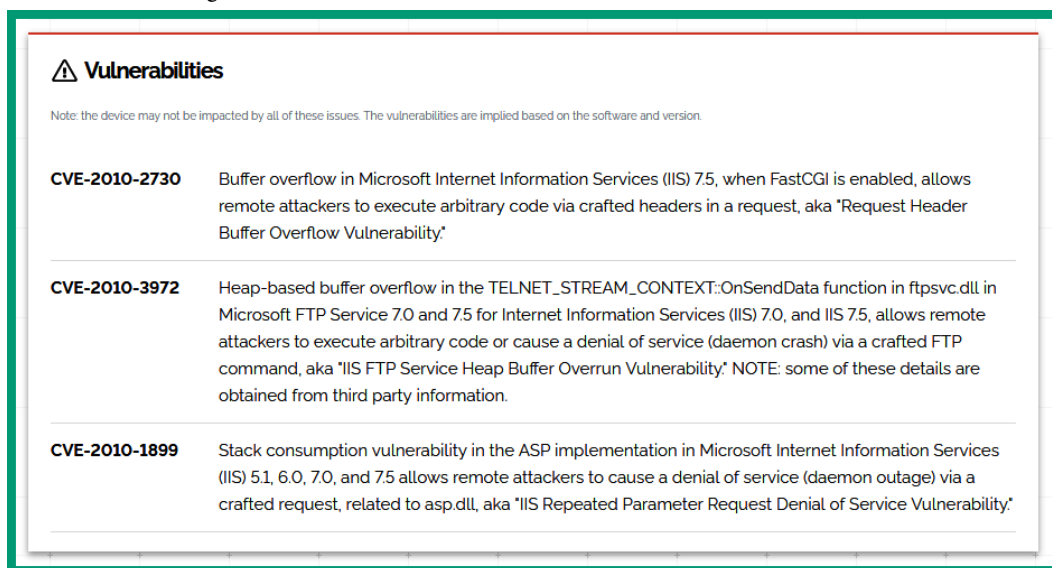 Vulnerabilities
Note: the device may not be impacted by all of these issues. The vulnerabilities are implied based on the software and version.
CVE-2010-2730
Buffer overflow in Microsoft Internet Information Services (IIS) 7.5, when FastCGI is enabled, allows
remote attackers to execute arbitrary code via crafted headers in a request, aka "Request Header
Buffer Overflow Vulnerability."
CVE-2010-3972
Heap-based buffer overflow in the TELNET_STREAM_CONTEXT::OnSendData function in ftpsvc.dll in
Microsoft FTP Service 7.0 and 7.5 for Internet Information Services (IIS) 7.0, and IIS 7.5, allows remote
attackers to execute arbitrary code or cause a denial of service (daemon crash) via a crafted FTP
command, aka "IIS FTP Service Heap Buffer Overrun Vulnerability." NOTE: some of these details are
obtained from third party information.
CVE-2010-1899
Stack consumption vulnerability in the ASP implementation in Microsoft Internet Information Services
(IIS) 5.1, 6.0, 7.0, and 7.5 allows remote attackers to cause a denial of service (daemon outage) via a
crafted request, related to asp.dll, aka "IIS Repeated Parameter Request Denial of Service Vulnerability."